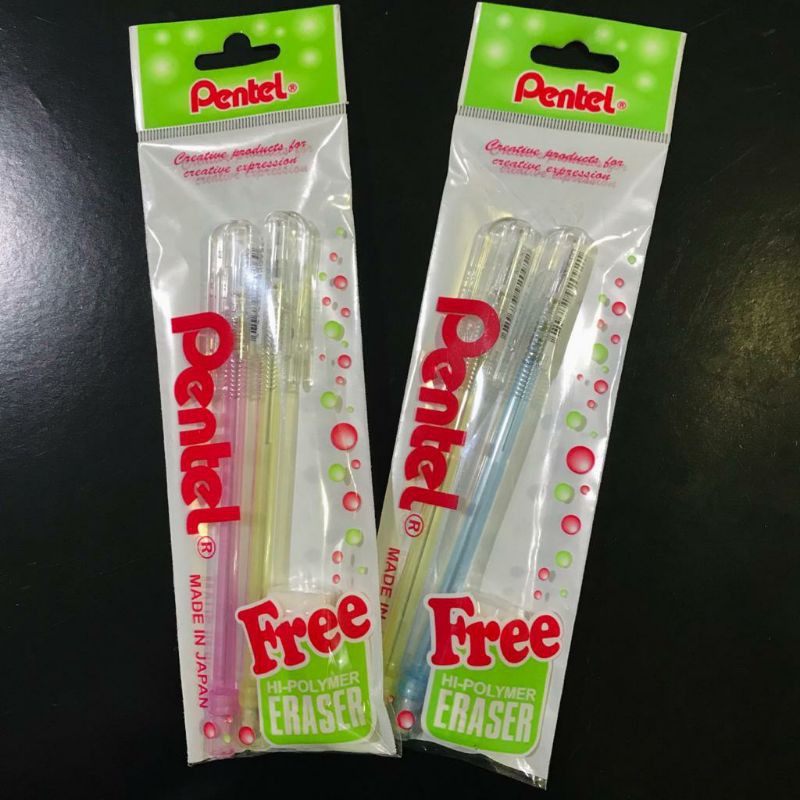 Pentel®
Creative products for
creative expression
Pentel®
MADE IN JAPAN
Free
HI-POLYMER
ERASER
Pentel®
Creative products for
creative expression
Pentel®
MADE IN
Free
HI-POLYMER
ERASER